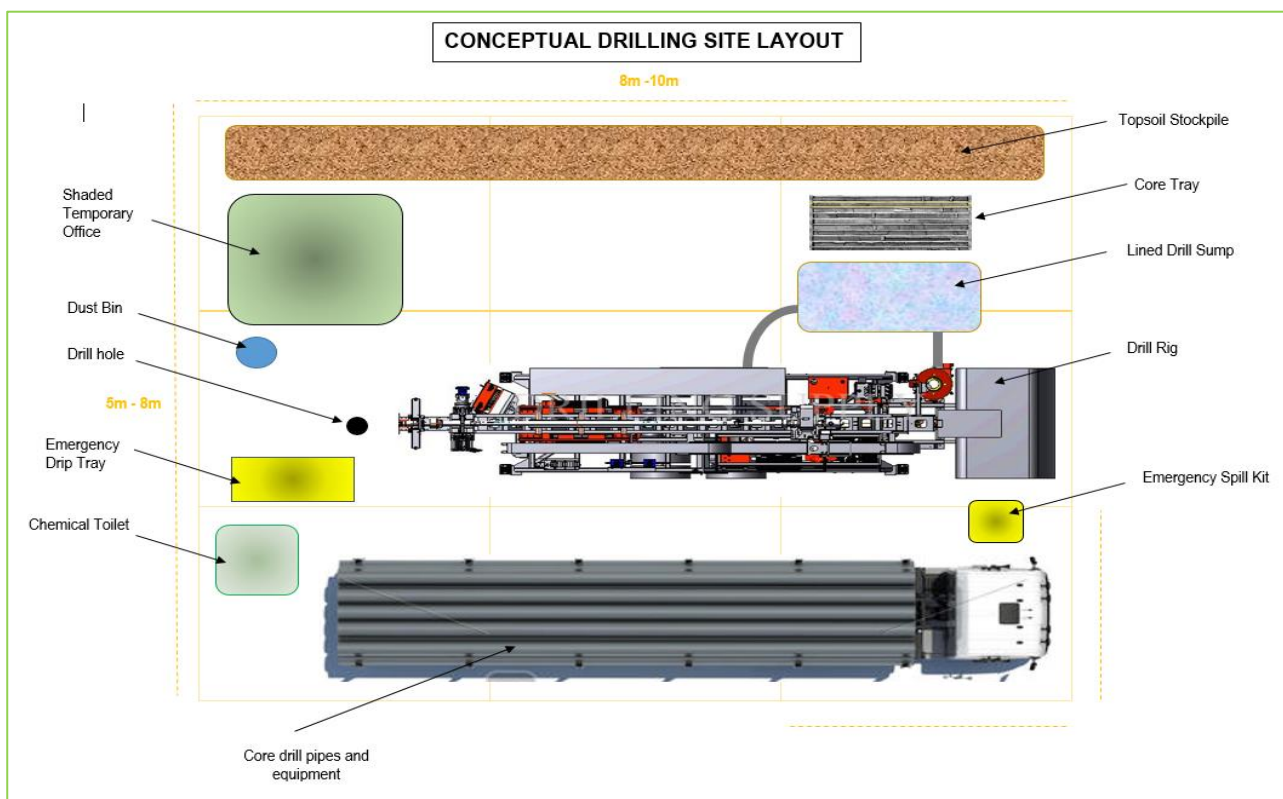 CONCEPTUAL DRILLING SITE LAYOUT
8m -10m
Topsoil Stockpile
Core Tray
Shaded
Temporary
Office
Lined Drill Sump
Dust Bin
Drill hole
Drill Rig
5m - 8m
Emergency
Drip Tray
Emergency Spill Kit
Chemical Toilet
Core drill pipes and
equipment